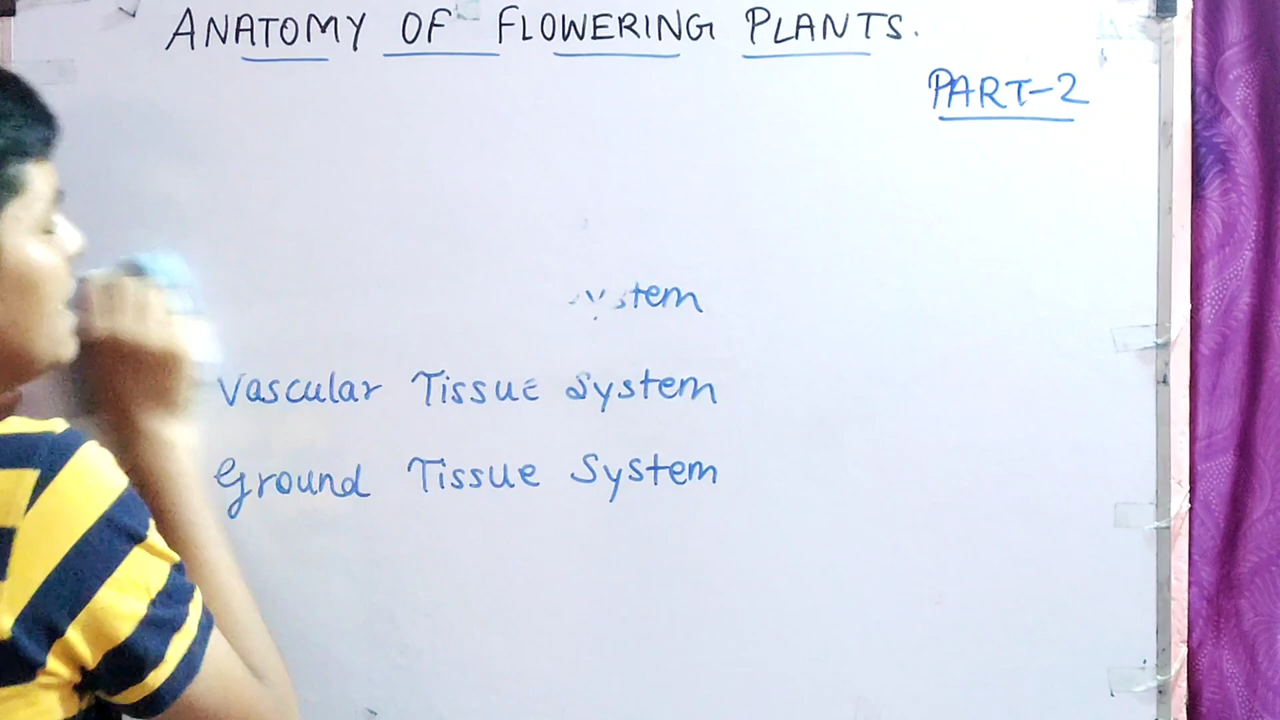 ANATOMY OF FLOWERING PLANTS.
PART-2
ystem
Vascular Tissue System
Ground Tissue System